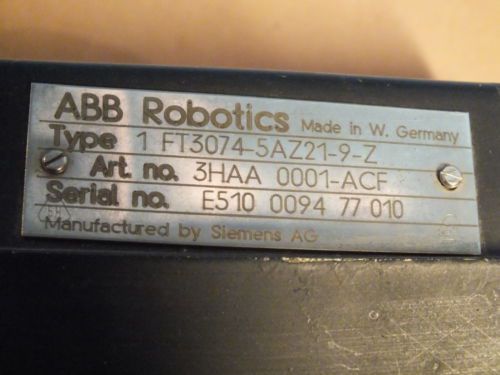 ABB Robotics Made in W. Germany
Type 1 FT3074-5AZ21-9-Z
Art. no. 3HAA 0001-ACF
Serial no. E510 0094 77 010
Manufactured by Siemens AG